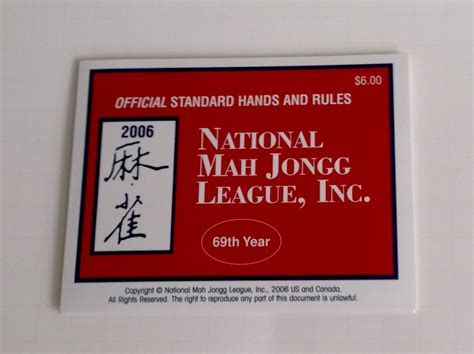 $6.00
OFFICIAL STANDARD HANDS AND RULES
2006
麻
雀
NATIONAL
MAH JONGG
LEAGUE, INC.
69th Year
Copyright © National Mah Jongg League, Inc., 2006 US and Canada.
All Rights Reserved. The right to reproduce any part of this document is unlawful.